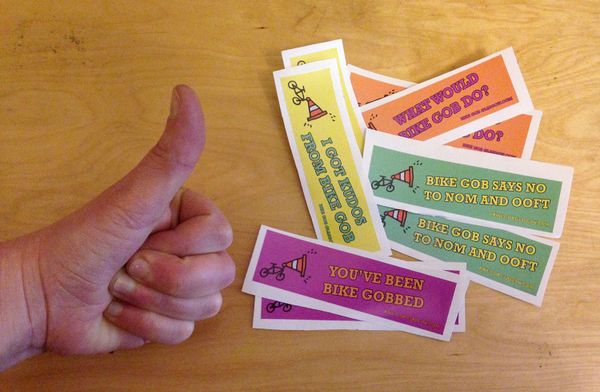 WHAT WOULD
BIKE GOB DO?
DO?
I GOT KUDOS
FROM BIKE GOB
BIKE GOB SAYS NO
TO NOM AND OOFT
BIKE GOB SAYS NO
TO NOM AND OOFT
YOU'VE BEEN
BIKE GOBBED